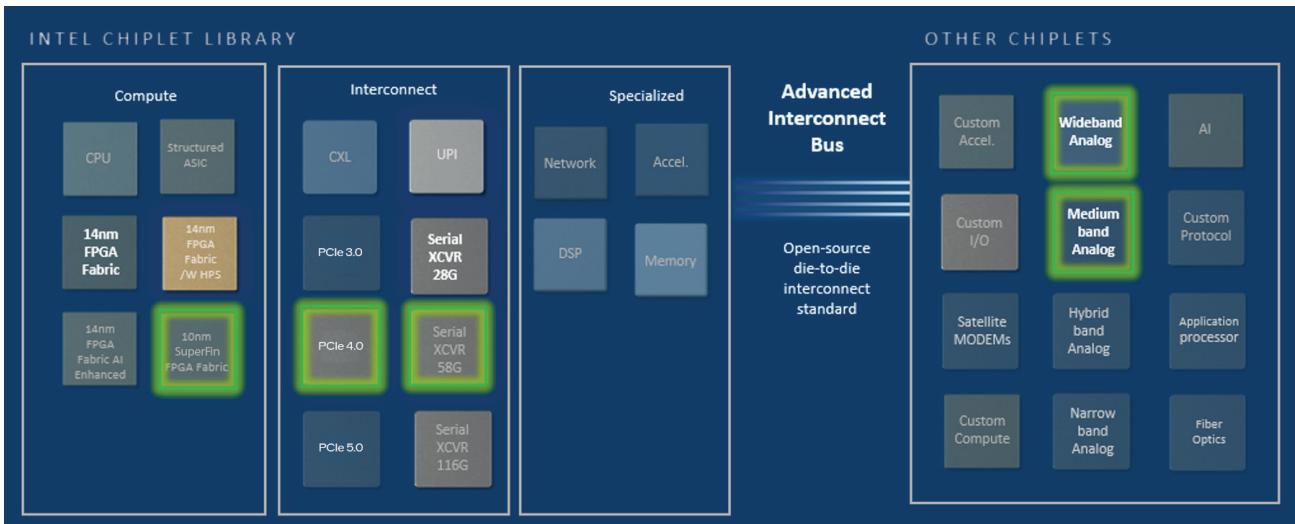 INTEL CHIPLET LIBRARY
Compute
CPU
Structured
ASIC
14nm
FPGA
Fabric
14nm
FPGA
Fabric
/W HPS
14nm
FPGA
Fabric AI
Enhanced
10nm
SuperFin
FPGA Fabric
Interconnect
CXL
UPI
PCIe 3.0
Serial
XCVR
28G
PCIe 4.0
Serial
XCVR
58G
PCIe 5.0
Serial
XCVR
116G
Specialized
Network
Accel.
DSP
Memory
Advanced
Interconnect
Bus
Open-source
die-to-die
interconnect
standard
OTHER CHIPLETS
Custom
Accel.
Wideband
Analog
AI
Custom
I/O
Medium
band
Analog
Custom
Protocol
Satellite
MODEMs
Hybrid
band
Analog
Application
processor
Custom
Compute
Narrow
band
Analog
Fiber
Optics